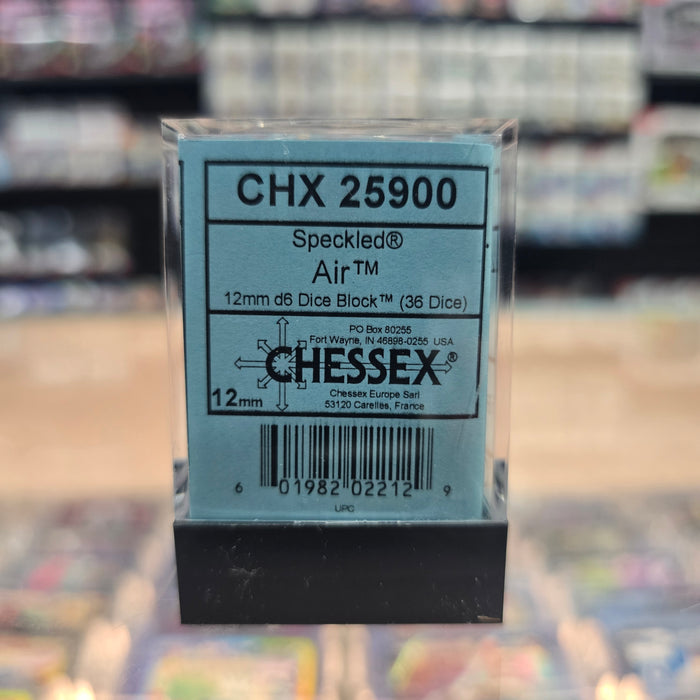 CHX 25900
Speckled®
Air™
12mm d6 Dice Block™ (36 Dice)
PO Box 80255
Fort Wayne, IN 46898-0255 USA
CHESSEX®
Chessex Europe Sarl
53120 Carelles, France
12mm
6 01982 02212 9
UPC